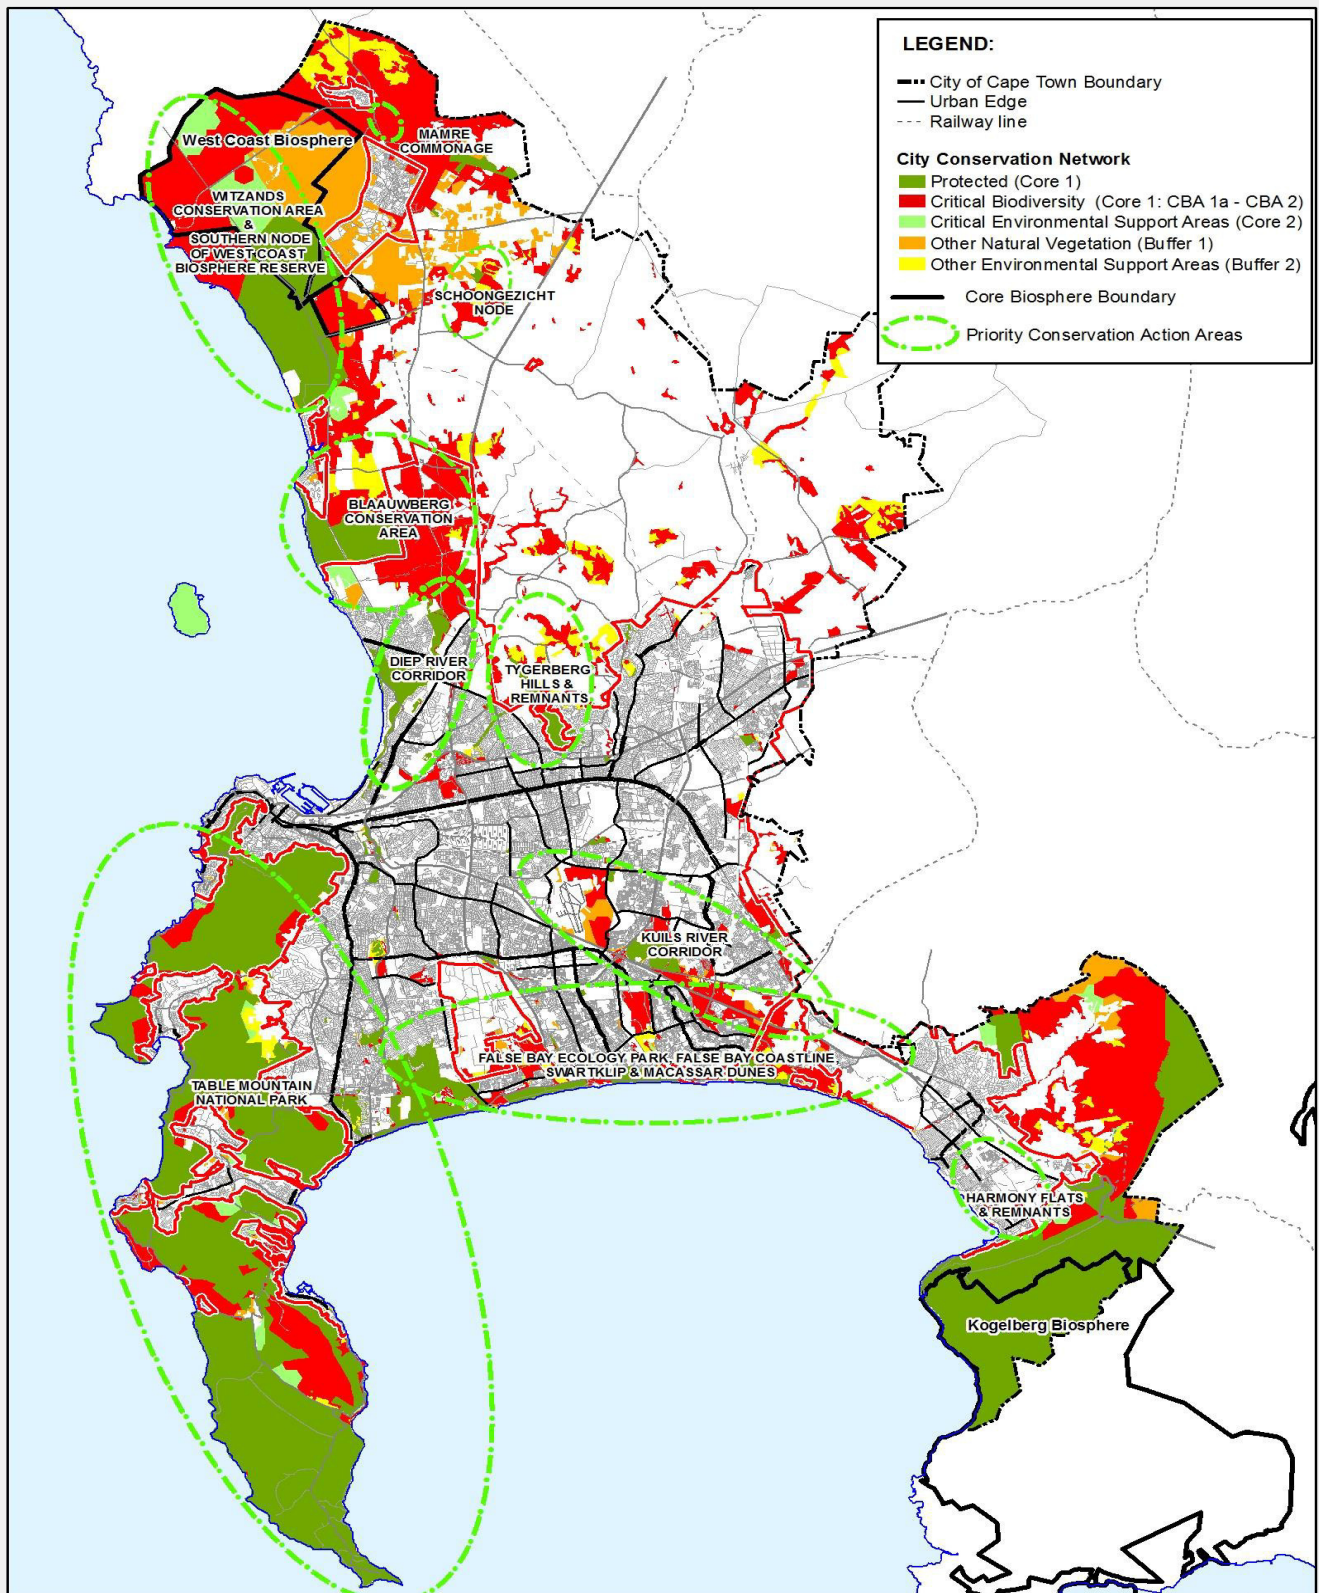 LEGEND:
City of Cape Town Boundary
Urban Edge
Railway line
City Conservation Network
Protected (Core 1)
Critical Biodiversity (Core 1: CBA 1a - CBA 2)
Critical Environmental Support Areas (Core 2)
Other Natural Vegetation (Buffer 1)
Other Environmental Support Areas (Buffer 2)
Core Biosphere Boundary
Priority Conservation Action Areas
West Coast Biosphere
MAMRE
COMMONAGE
WITZANDS
CONSERVATION AREA
&
SOUTHERN NODE
OF WEST COAST
BIOSPHERE RESERVE
SCHOONGEZICHT
NODE
BLAAUWBERG
CONSERVATION
AREA
DIEP RIVER
CORRIDOR
TYGERBERG
HILLS &
REMNANTS
KUILS RIVER
CORRIDOR
FALSE BAY ECOLOGY PARK, FALSE BAY COASTLINE,
SWARTKLIP & MACASSAR DUNES
TABLE MOUNTAIN
NATIONAL PARK
HARMONY FLATS
& REMNANTS
Kogelberg Biosphere